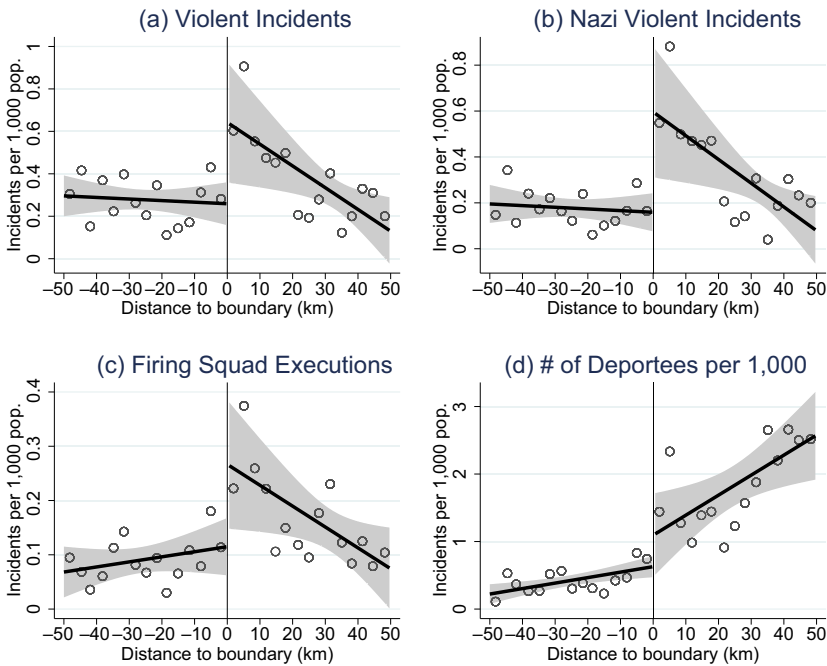 (a) Violent Incidents
Incidents per 1,000 pop.
1
0.8
0.6
0.4
0.2
0
–50 –40 –30 –20 –10 0 10 20 30 40 50
Distance to boundary (km)
(b) Nazi Violent Incidents
Incidents per 1,000 pop.
0.8
0.6
0.4
0.2
0
–50 –40 –30 –20 –10 0 10 20 30 40 50
Distance to boundary (km)
(c) Firing Squad Executions
Incidents per 1,000 pop.
0.4
0.3
0.2
0.1
0
–50 –40 –30 –20 –10 0 10 20 30 40 50
Distance to boundary (km)
(d) # of Deportees per 1,000
Incidents per 1,000 pop.
3
2
1
0
–50 –40 –30 –20 –10 0 10 20 30 40 50
Distance to boundary (km)